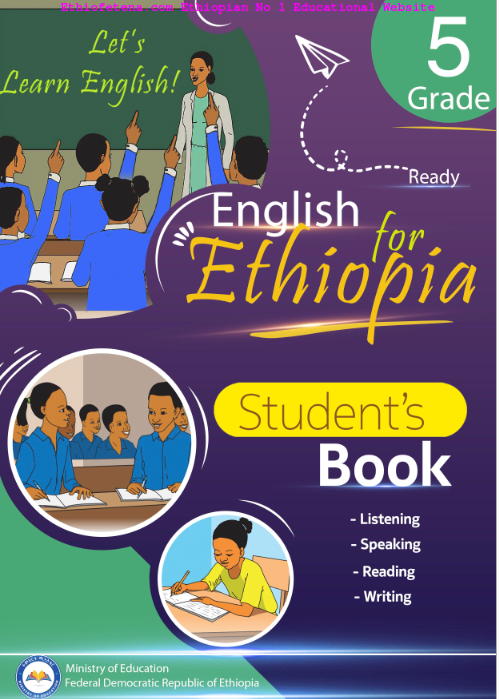 Ethiofetena.com Ethiopian No 1 Educational Website
Let's
Learn English!
5
Grade
Ready
English
for
Ethiopia
Student's
Book
- Listening
- Speaking
- Reading
- Writing
Ministry of Education
Federal Democratic Republic of Ethiopia